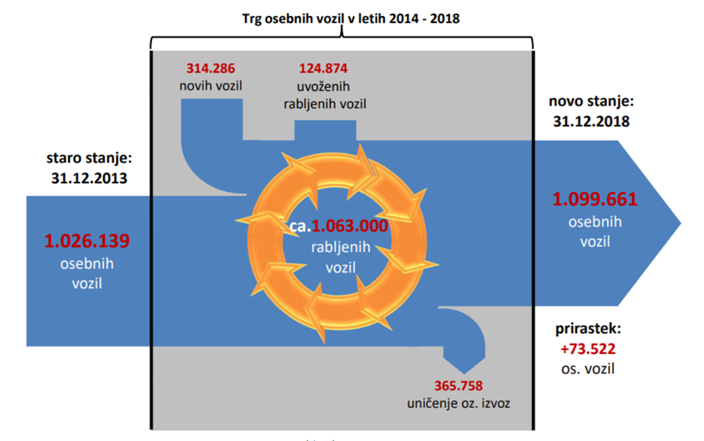 Trg osebnih vozil v letih 2014 - 2018
314.286
novih vozil
124.874
uvoženih
rabljenih vozil
novo stanje:
31.12.2018
staro stanje:
31.12.2013
1.026.139
osebnih
vozil
ca.1.063.000
rabljenih
vozil
1.099.661
osebnih
vozil
prirastek:
+73.522
os. vozil
365.758
uničenje oz. izvoz